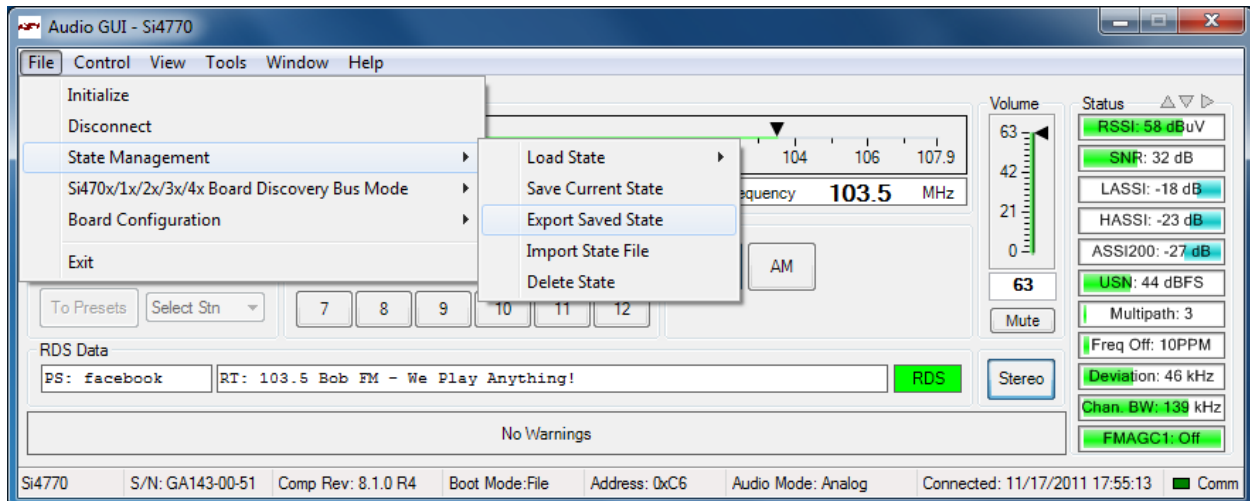 Audio GUI - Si4770
File Control View Tools Window Help
Initialize
Disconnect
State Management
Si470x/1x/2x/3x/4x Board Discovery Bus Mode
Board Configuration
Exit
Load State
Save Current State
Export Saved State
Import State File
Delete State
104 106 107.9
equency 103.5 MHz
AM
To Presets Select Stn 7 8 9 10 11 12
Volume
63
42
21
0
63
Mute
Stereo
Status
RSSI: 58 dBuV
SNR: 32 dB
LASSI: -18 dB
HASSI: -23 dB
ASSI200: -27 dB
USN: 44 dBFS
Multipath: 3
Freq Off: 10PPM
Deviation: 46 kHz
Chan. BW: 139 kHz
FMAGC1: Off
RDS Data
PS: facebook RT: 103.5 Bob FM - We Play Anything! RDS
No Warnings
Si4770 S/N: GA143-00-51 Comp Rev: 8.1.0 R4 Boot Mode:File Address: 0xC6 Audio Mode: Analog Connected: 11/17/2011 17:55:13 Comm